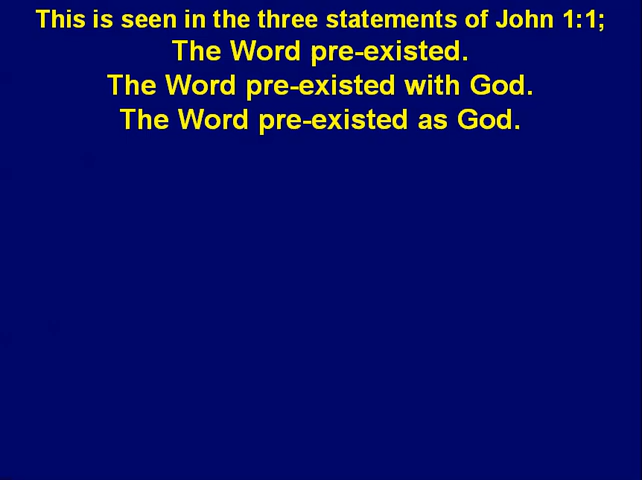 This is seen in the three statements of John 1:1;
The Word pre-existed.
The Word pre-existed with God.
The Word pre-existed as God.